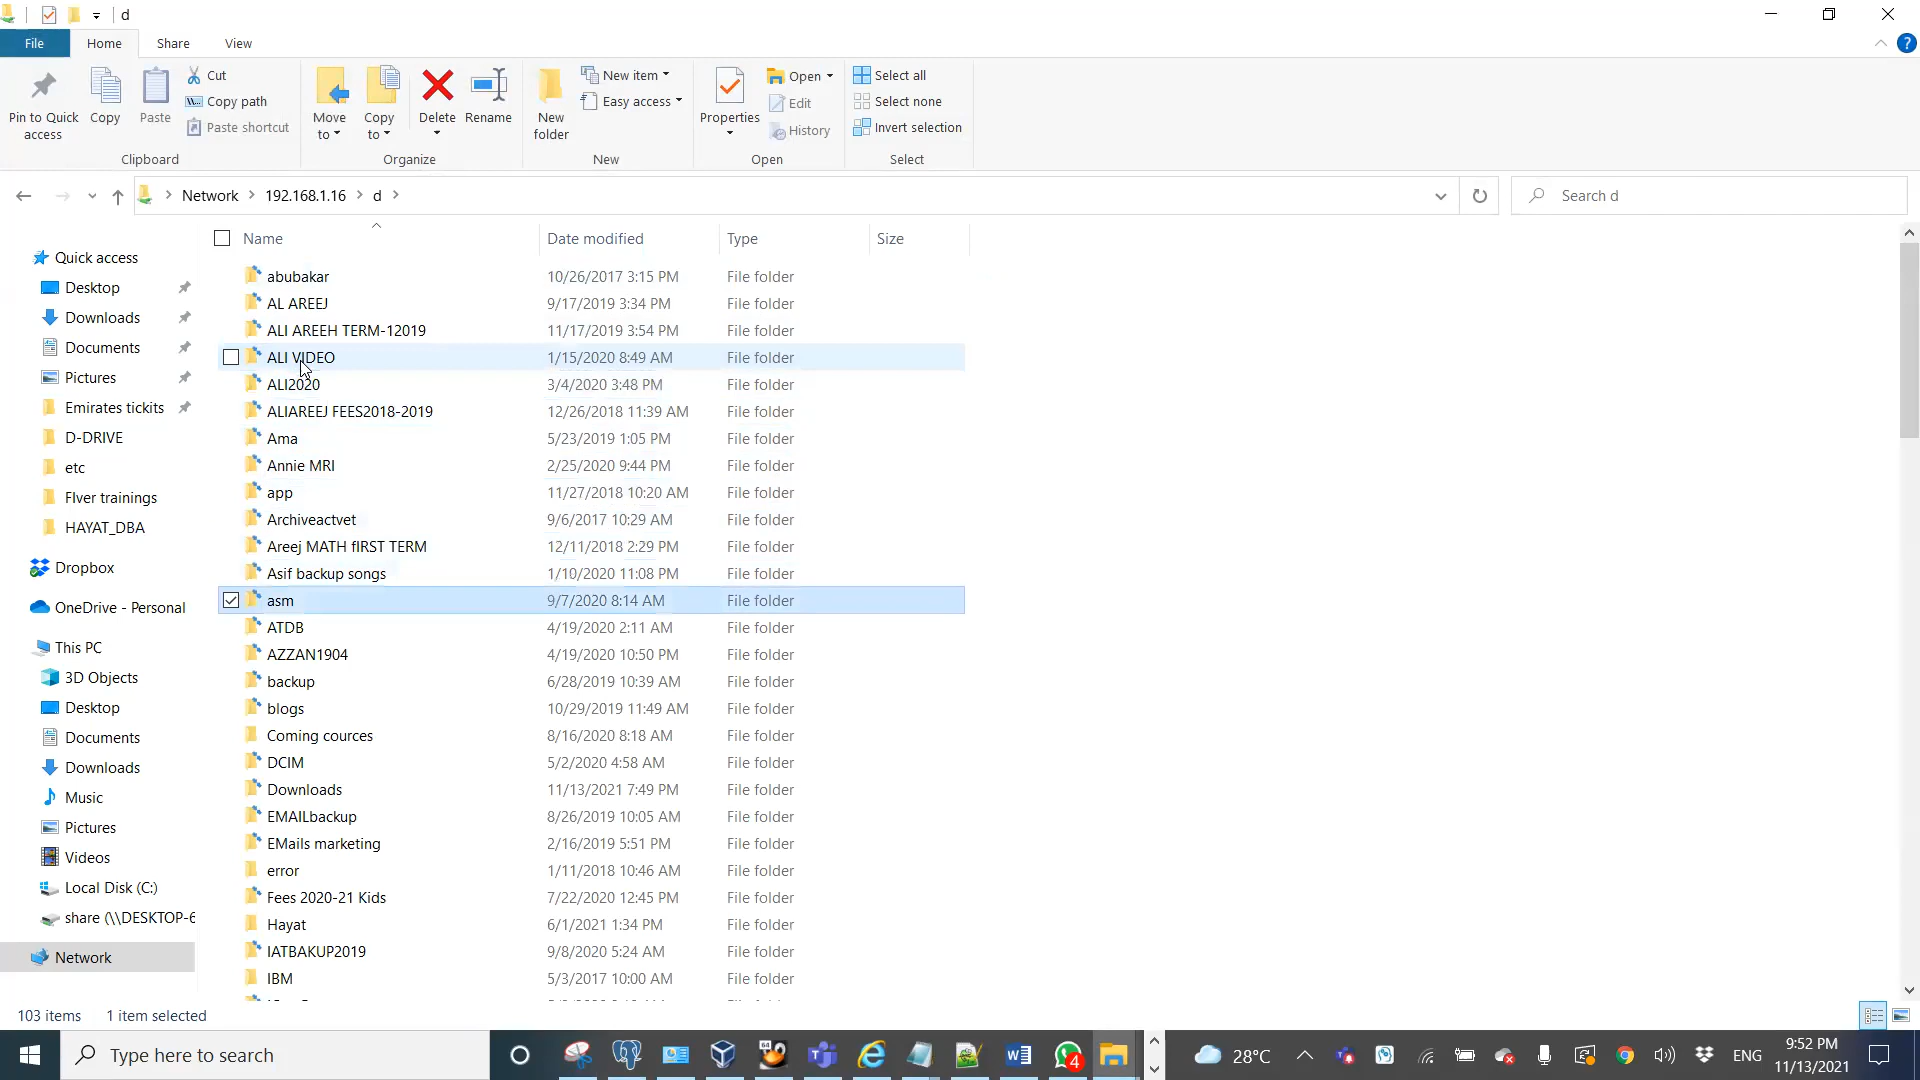 d
File Home Share View
Pin to Quick access
Copy
Paste
Cut
Copy path
Paste shortcut
Clipboard
Move to
Copy to
Delete
Rename
Organize
New folder
New item
Easy access
New
Properties
Open
Edit
History
Open
Select all
Select none
Invert selection
Select
Network 192.168.1.16 d
Search d
Quick access
Desktop
Downloads
Documents
Pictures
Emirates tickits
D-DRIVE
etc
FIver trainings
HAYAT_DBA
Dropbox
OneDrive - Personal
This PC
3D Objects
Desktop
Documents
Downloads
Music
Pictures
Videos
Local Disk (C:)
share (\\DESKTOP-6
Network
Name Date modified Type Size
abubakar 10/26/2017 3:15 PM File folder
AL AREEJ 9/17/2019 3:34 PM File folder
ALI AREEH TERM-12019 11/17/2019 3:54 PM File folder
ALI VIDEO 1/15/2020 8:49 AM File folder
ALI2020 3/4/2020 3:48 PM File folder
ALIAREEJ FEES2018-2019 12/26/2018 11:39 AM File folder
Ama 5/23/2019 1:05 PM File folder
Annie MRI 2/25/2020 9:44 PM File folder
app 11/27/2018 10:20 AM File folder
Archiveactvet 9/6/2017 10:29 AM File folder
Areej MATH fIRST TERM 12/11/2018 2:29 PM File folder
Asif backup songs 1/10/2020 11:08 PM File folder
asm 9/7/2020 8:14 AM File folder
ATDB 4/19/2020 2:11 AM File folder
AZZAN1904 4/19/2020 10:50 PM File folder
backup 6/28/2019 10:39 AM File folder
blogs 10/29/2019 11:49 AM File folder
Coming cources 8/16/2020 8:18 AM File folder
DCIM 5/2/2020 4:58 AM File folder
Downloads 11/13/2021 7:49 PM File folder
EMAILbackup 8/26/2019 10:05 AM File folder
EMails marketing 2/16/2019 5:51 PM File folder
error 1/11/2018 10:46 AM File folder
Fees 2020-21 Kids 7/22/2020 12:45 PM File folder
Hayat 6/1/2021 1:34 PM File folder
IATBAKUP2019 9/8/2020 5:24 AM File folder
IBM 5/3/2017 10:00 AM File folder
103 items 1 item selected
Type here to search
4
28°C
ENG
9:52 PM
11/13/2021